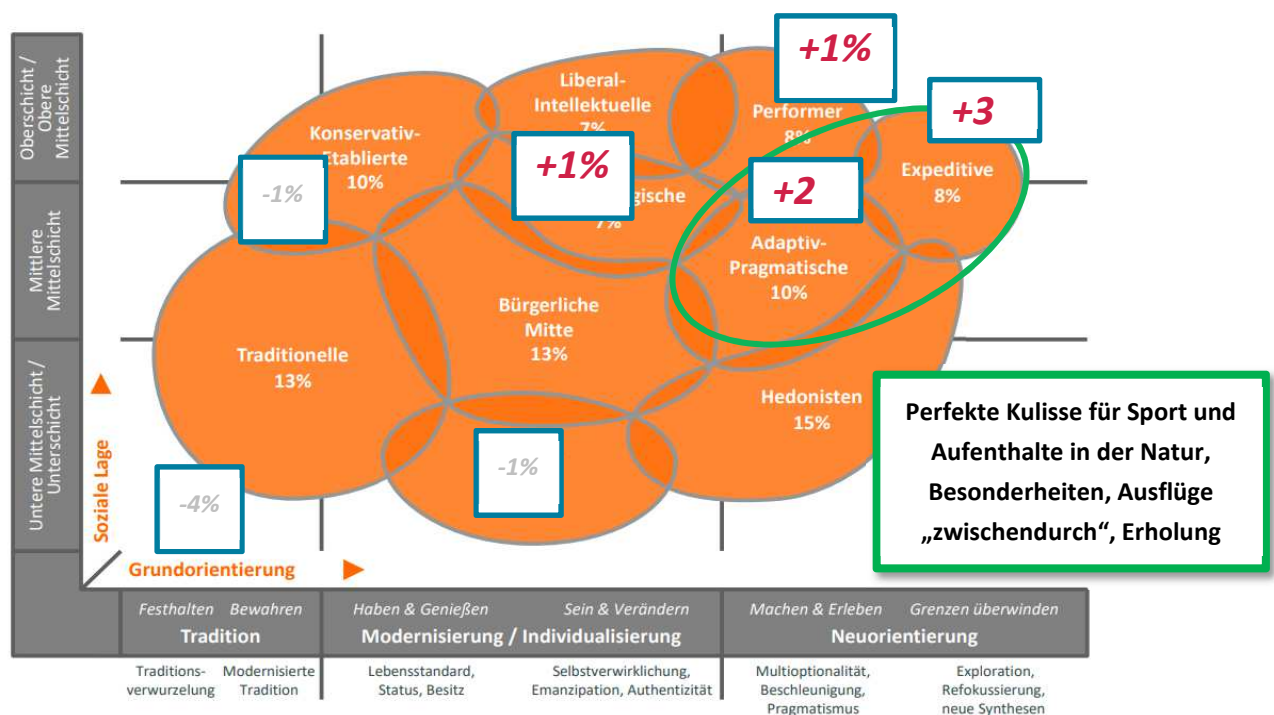 Oberschicht /
Obere
Mittelschicht
Mittlere
Mittelschicht
Untere Mittelschicht /
Unterschicht
Soziale Lage
+1%
Liberal-
Intellektuelle
7%
Performer
8%
+3
Konservativ-
Etablierte
10%
+1%
Expeditive
8%
-1%
+2
gische
7%
Adaptiv-
Pragmatische
10%
Bürgerliche
Mitte
13%
Traditionelle
13%
Hedonisten
15%
Perfekte Kulisse für Sport und
Aufenthalte in der Natur,
Besonderheiten, Ausflüge
„zwischendurch“, Erholung
-1%
-4%
Grundorientierung
Festhalten Bewahren
Tradition
Haben & Genießen Sein & Verändern
Modernisierung / Individualisierung
Machen & Erleben Grenzen überwinden
Neuorientierung
Traditions-
verwurzelung
Modernisierte
Tradition
Lebensstandard,
Status, Besitz
Selbstverwirklichung,
Emanzipation, Authentizität
Multioptionalität,
Beschleunigung,
Pragmatismus
Exploration,
Refokussierung,
neue Synthesen